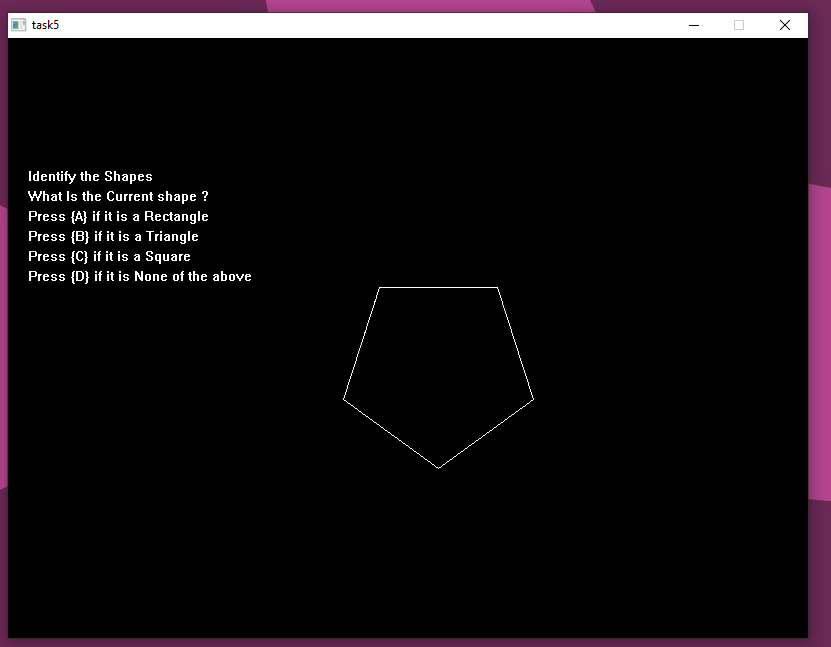 task5
Identify the Shapes
What Is the Current shape ?
Press {A} if it is a Rectangle
Press {B} if it is a Triangle
Press {C} if it is a Square
Press {D} if it is None of the above